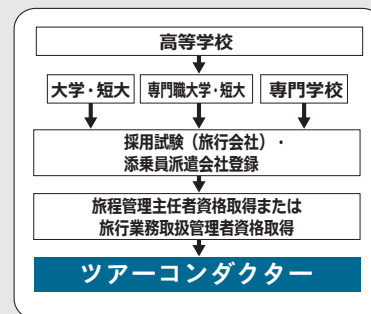 高等学校
大学・短大
専門職大学・短大
専門学校
採用試験（旅行会社）・
添乗員派遣会社登録
旅程管理主任者資格取得または
旅行業務取扱管理者資格取得
ツアーコンダクター